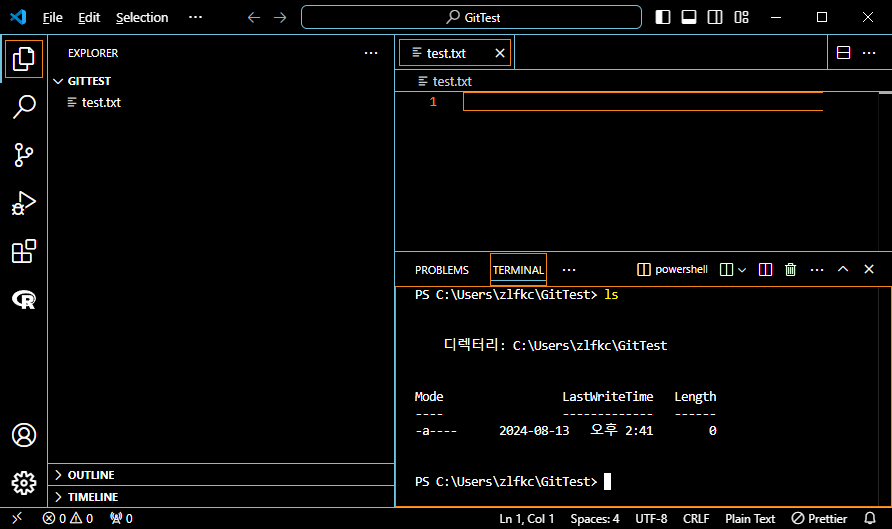 File Edit Selection ··· GitTest
EXPLORER ···
GITTEST
test.txt
test.txt
test.txt
1
PROBLEMS TERMINAL ··· powershell
PS C:\Users\zlfkc\GitTest> ls
디렉터리: C:\Users\zlfkc\GitTest
Mode LastWriteTime Length
---- ------------- ------
-a---- 2024-08-13 오후 2:41 0
PS C:\Users\zlfkc\GitTest>
OUTLINE
TIMELINE
0 0 0 Ln 1, Col 1 Spaces: 4 UTF-8 CRLF Plain Text Prettier